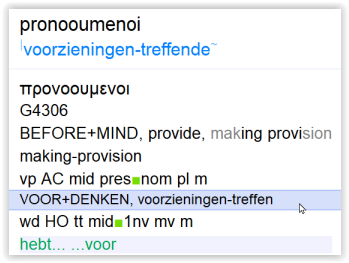 pronooumenoi
|voorzieningen-treffende~
προνοουμενοι
G4306
BEFORE+MIND, provide, making provision
making-provision
vp AC mid pres■nom pl m
VOOR+DENKEN, voorzieningen-treffen
wd HO tt mid■1nv mv m
hebt... ...voor